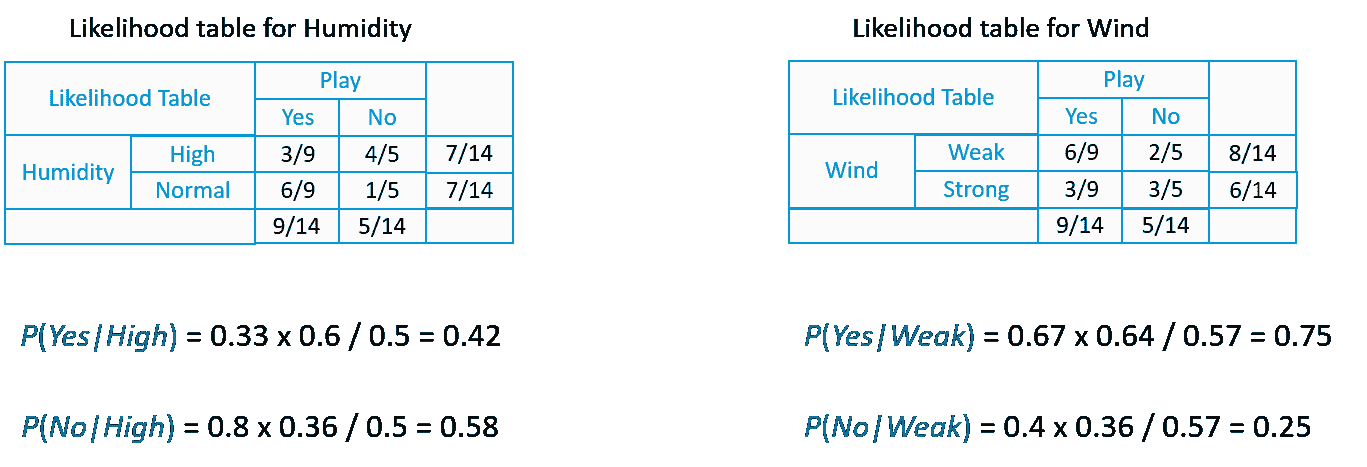 Likelihood table for Humidity
Likelihood Table Play
Yes No
Humidity High 3/9 4/5 7/14
Normal 6/9 1/5 7/14
9/14 5/14
P(Yes|High) = 0.33 x 0.6 / 0.5 = 0.42
P(No|High) = 0.8 x 0.36 / 0.5 = 0.58
Likelihood table for Wind
Likelihood Table Play
Yes No
Wind Weak 6/9 2/5 8/14
Strong 3/9 3/5 6/14
9/14 5/14
P(Yes|Weak) = 0.67 x 0.64 / 0.57 = 0.75
P(No|Weak) = 0.4 x 0.36 / 0.57 = 0.25